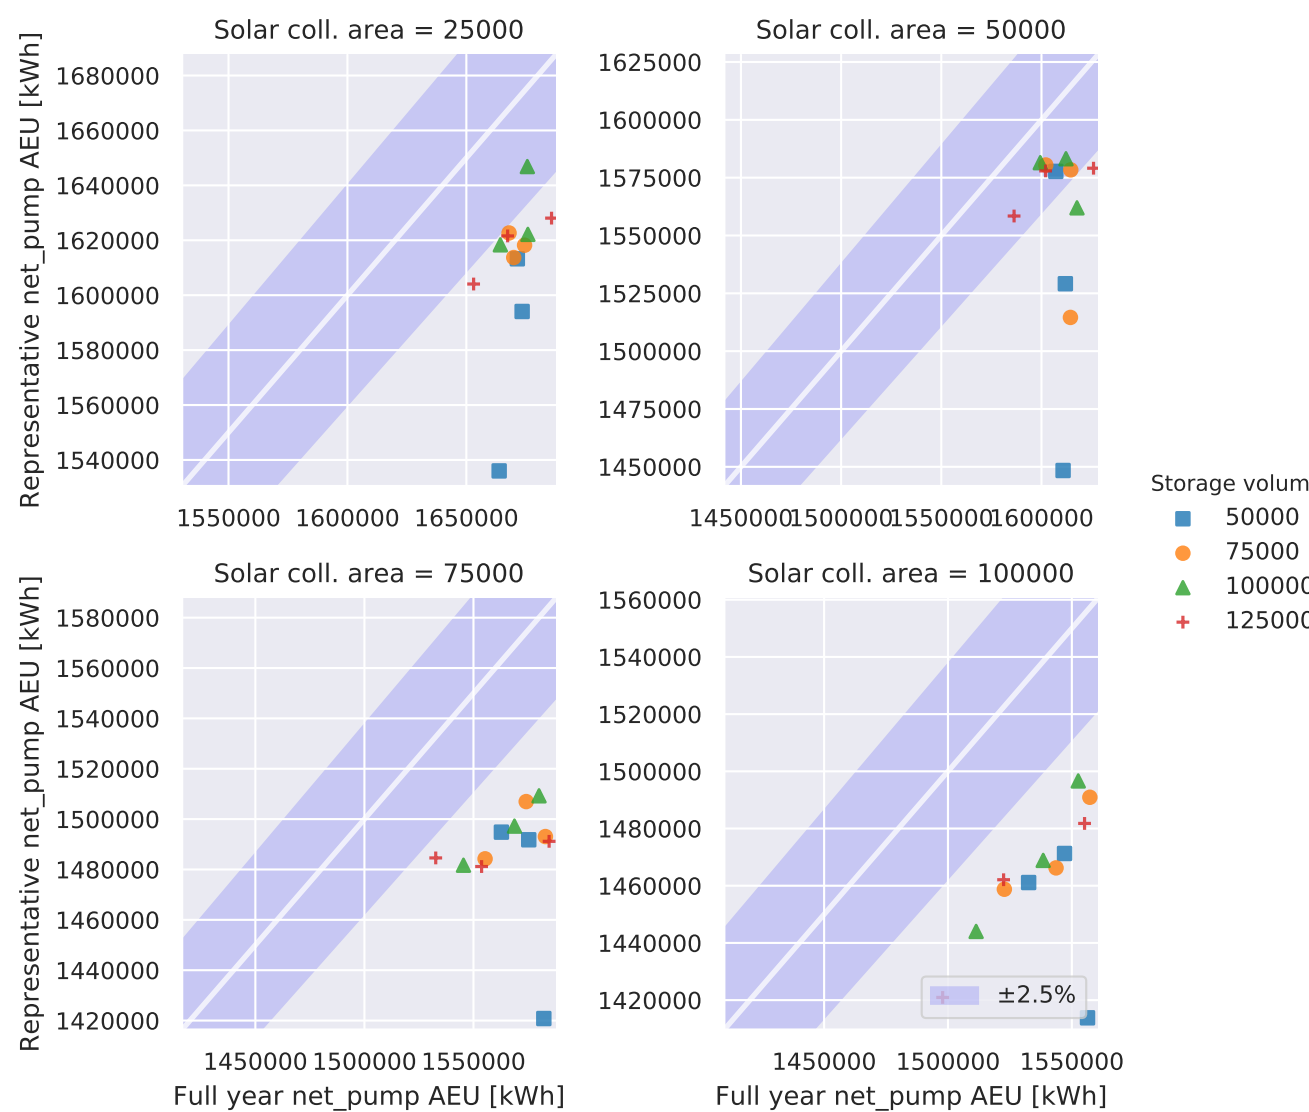 Solar coll. area = 25000
Solar coll. area = 50000
Representative net_pump AEU [kWh]
1680000
1660000
1640000
1620000
1600000
1580000
1560000
1540000
1550000 1600000 1650000
1625000
1600000
1575000
1550000
1525000
1500000
1475000
1450000
1450000 1500000 1550000 1600000
Storage volum
50000
75000
100000
125000
Solar coll. area = 75000
Solar coll. area = 100000
Representative net_pump AEU [kWh]
1580000
1560000
1540000
1520000
1500000
1480000
1460000
1440000
1420000
1450000 1500000 1550000
Full year net_pump AEU [kWh]
1560000
1540000
1520000
1500000
1480000
1460000
1440000
1420000
±2.5%
1450000 1500000 1550000
Full year net_pump AEU [kWh]